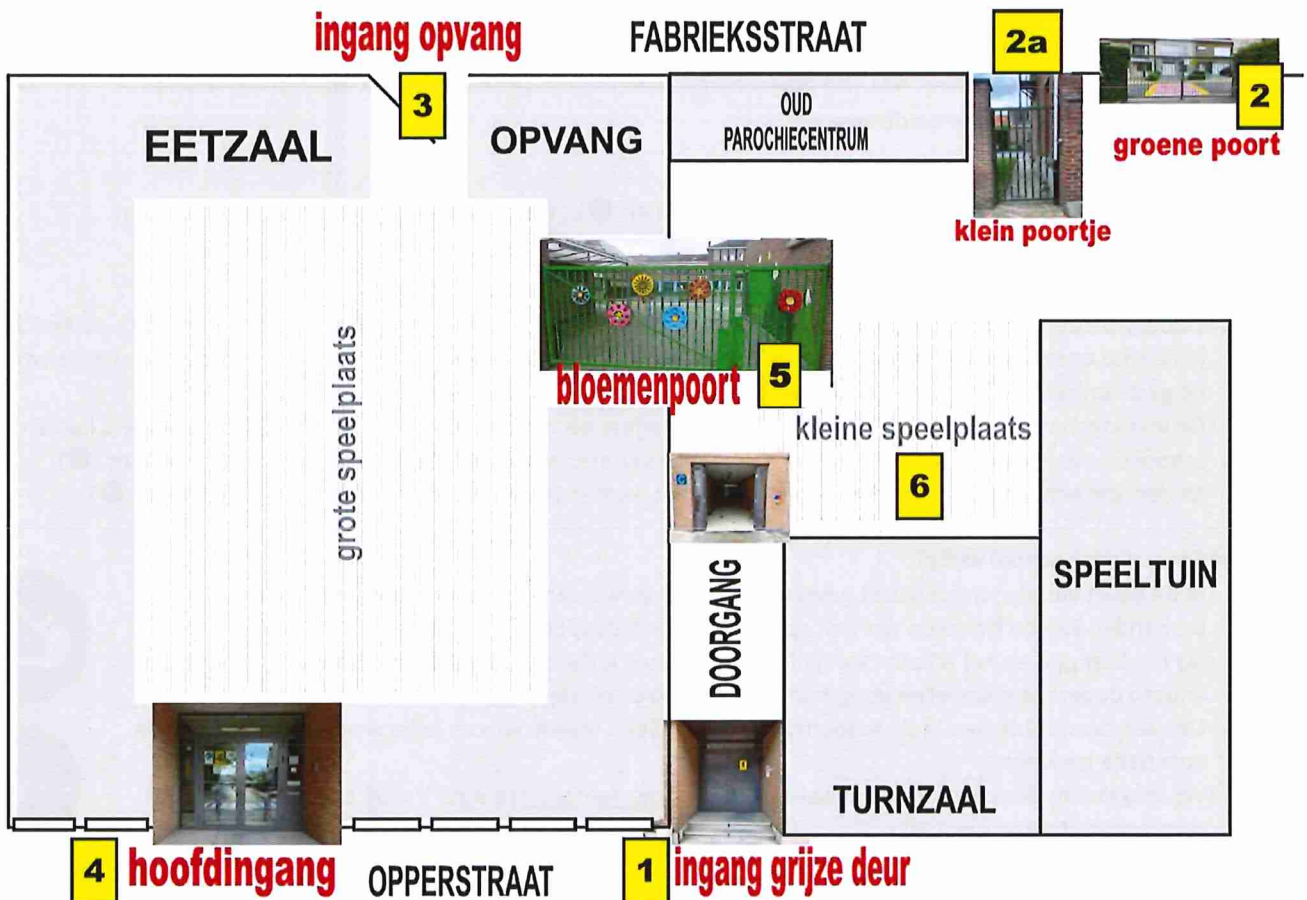 ingang opvang
FABRIEKSSTRAAT
2a
3
2
EETZAAL
OPVANG
OUD
PAROCHIECENTRUM
groene poort
klein poortje
grote speelplaats
bloemenpoort
5
kleine speelplaats
6
DOORGANG
SPEELTUIN
TURNZAAL
4
hoofdingang
OPPERSTRAAT
1
ingang grijze deur